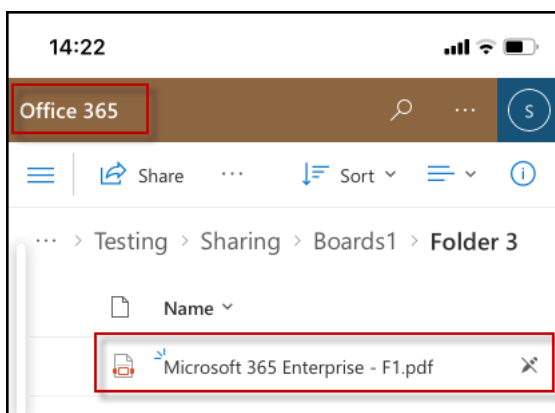 14:22
Office 365 ... S
Share ... Sort
... > Testing > Sharing > Boards1 > Folder 3
Name
Microsoft 365 Enterprise - F1.pdf